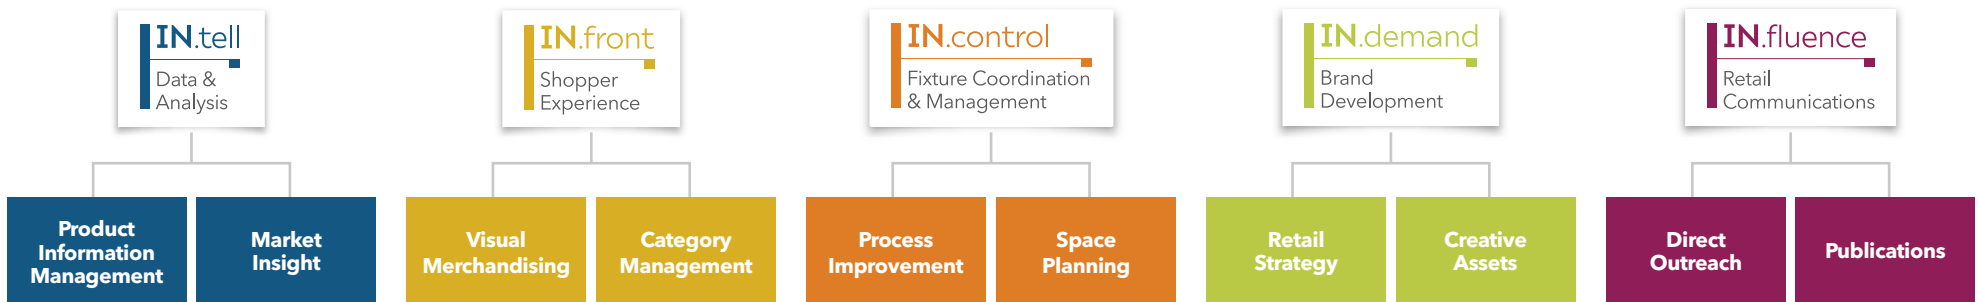 IN.tell
Data &
Analysis
Product
Information
Management
Market
Insight
IN.front
Shopper
Experience
Visual
Merchandising
Category
Management
IN.control
Fixture Coordination
& Management
Process
Improvement
Space
Planning
IN.demand
Brand
Development
Retail
Strategy
Creative
Assets
IN.fluence
Retail
Communications
Direct
Outreach
Publications